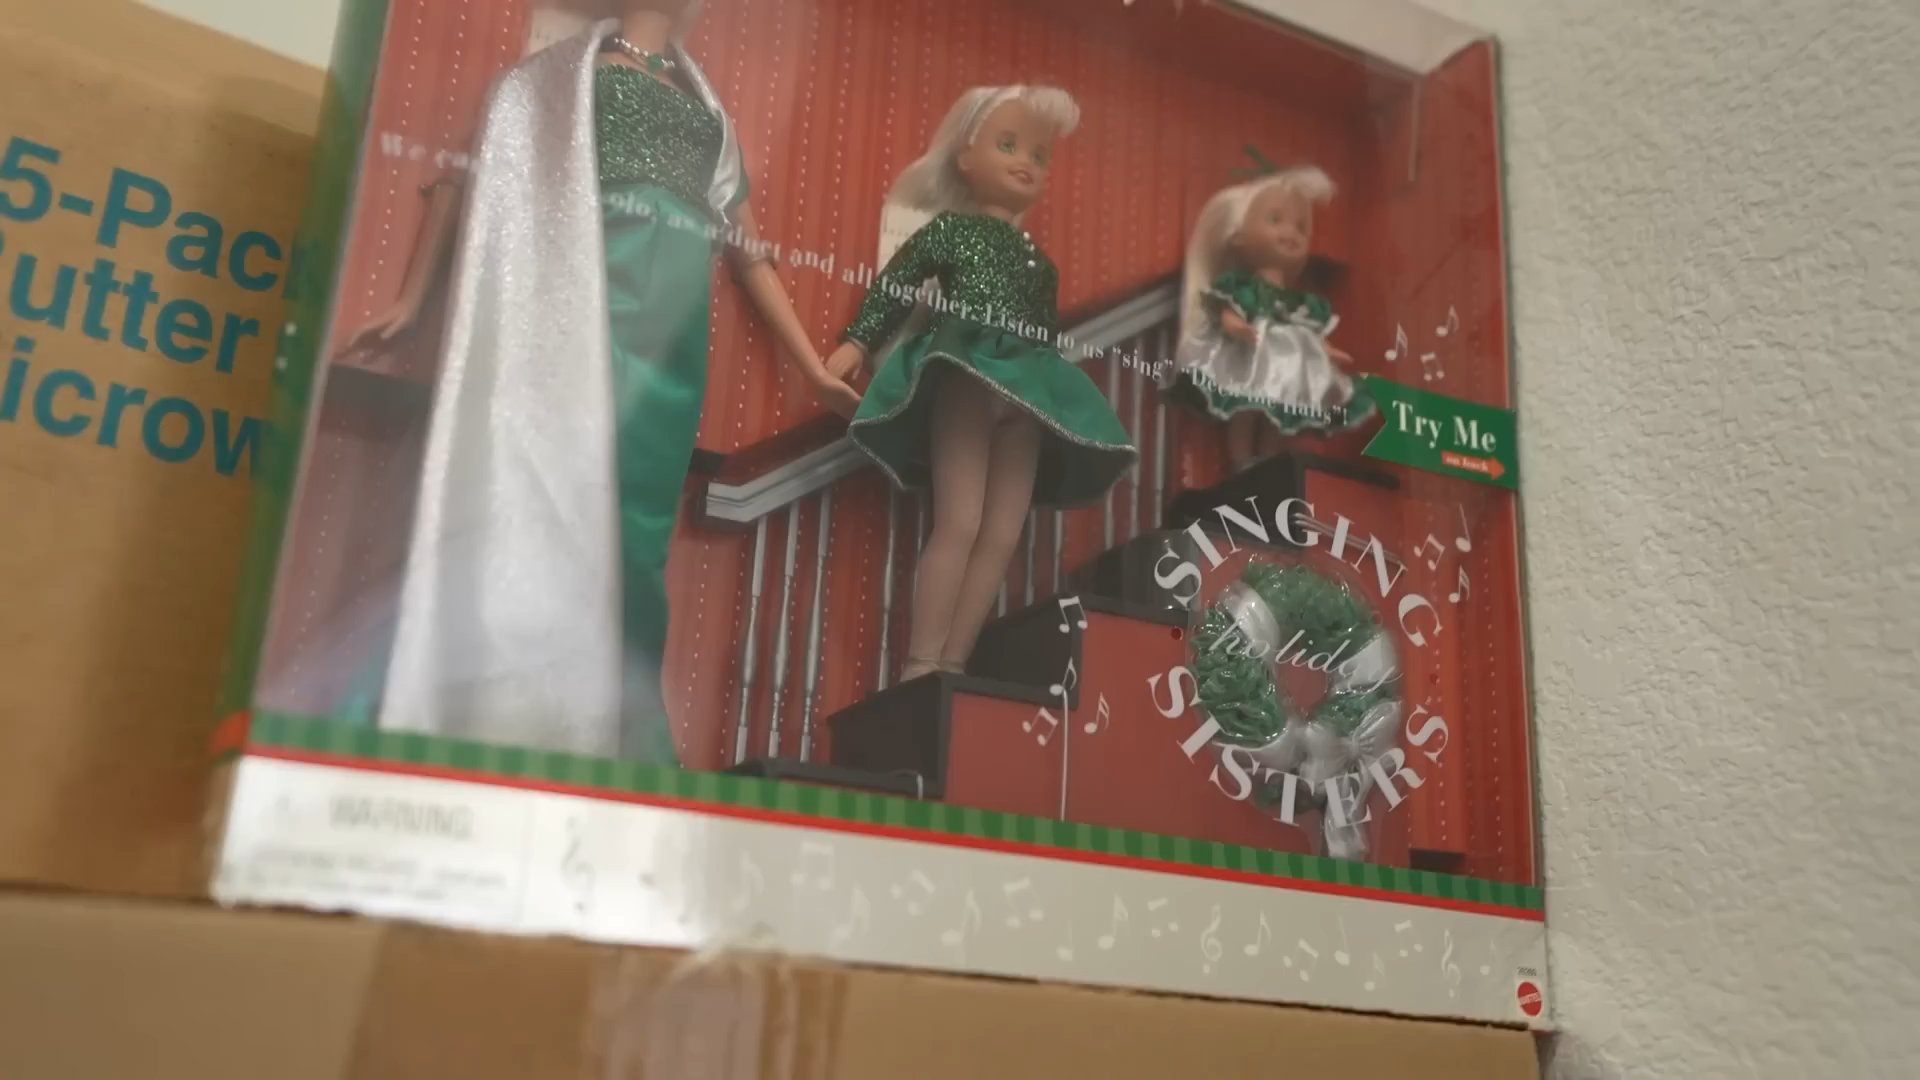 5-Pac
utter
icrow
We ca
olo, as a duet and all together. Listen to us "sing" "Deck the Halls"!
Try Me
on back
SINGING
holiday
SISTERS
WARNING